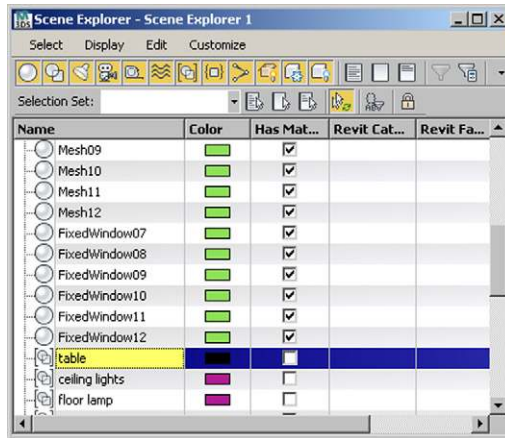 Scene Explorer - Scene Explorer 1
Select Display Edit Customize
Selection Set:
Name Color Has Mat... Revit Cat... Revit Fa...
Mesh09
Mesh10
Mesh11
Mesh12
FixedWindow07
FixedWindow08
FixedWindow09
FixedWindow10
FixedWindow11
FixedWindow12
table
ceiling lights
floor lamp